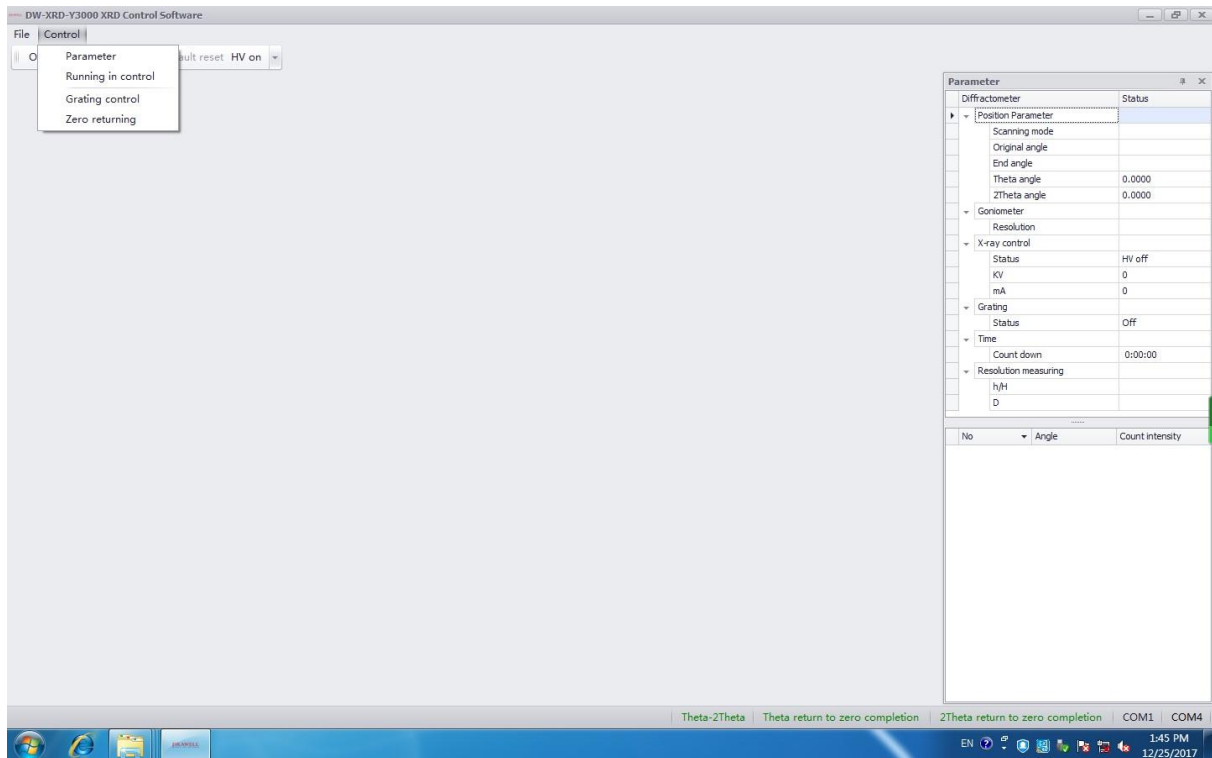 DW-XRD-Y3000 XRD Control Software
File Control
Parameter
Running in control
Grating control
Zero returning
O
ault reset HV on
Parameter
Diffractometer Status
Position Parameter
Scanning mode
Original angle
End angle
Theta angle 0.0000
2Theta angle 0.0000
Goniometer
Resolution
X-ray control
Status HV off
KV 0
mA 0
Grating
Status Off
Time
Count down 0:00:00
Resolution measuring
h/H
D
No Angle Count intensity
Theta-2Theta Theta return to zero completion 2Theta return to zero completion COM1 COM4
EN 1:45 PM
12/25/2017